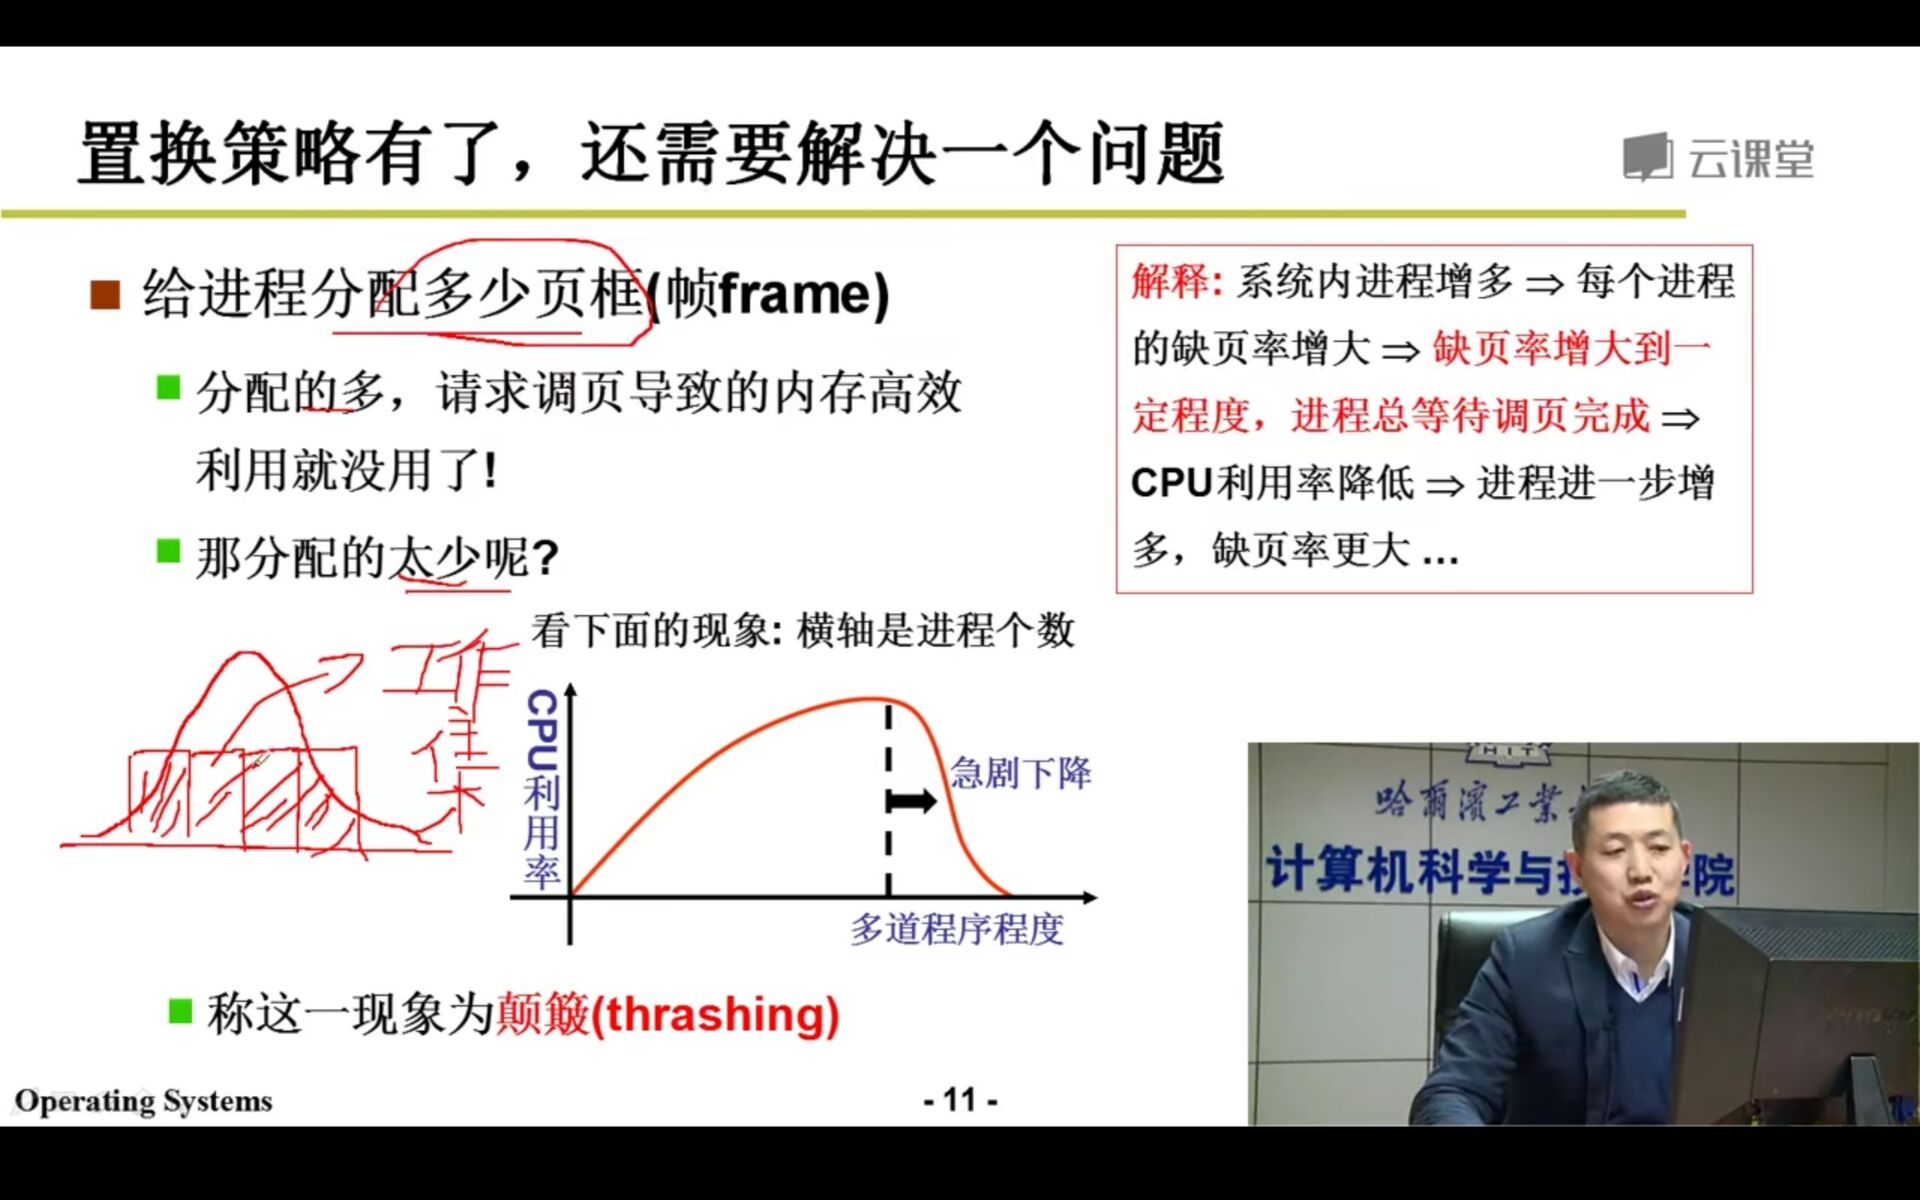 置换策略有了，还需要解决一个问题
云课堂
给进程分配多少页框(帧frame)
分配的多，请求调页导致的内存高效
利用就没用了!
那分配的太少呢?
解释: 系统内进程增多 ⇒ 每个进程
的缺页率增大 ⇒ 缺页率增大到一
定程度，进程总等待调页完成 ⇒
CPU利用率降低 ⇒ 进程进一步增
多，缺页率更大 ...
看下面的现象: 横轴是进程个数
工作
集
CPU利用率
急剧下降
多道程序程度
称这一现象为颠簸(thrashing)
HIT
哈爾濱工業
计算机科学与
院
Operating Systems
- 11 -